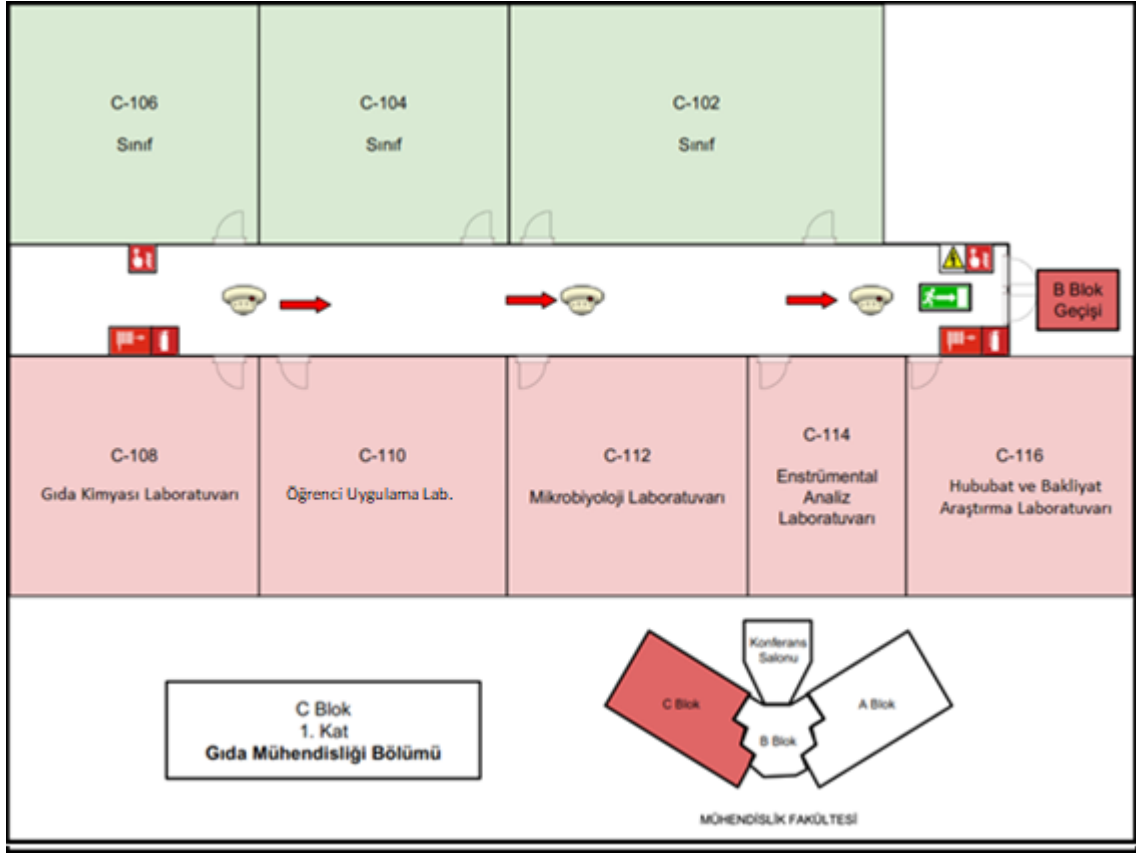 C-106
Sınıf
C-104
Sınıf
C-102
Sınıf
B Blok
Geçişi
C-108
Gıda Kimyası Laboratuvarı
C-110
Öğrenci Uygulama Lab.
C-112
Mikrobiyoloji Laboratuvarı
C-114
Enstrümental
Analiz
Laboratuvarı
C-116
Hububat ve Bakliyat
Araştırma Laboratuvarı
C Blok
1. Kat
Gıda Mühendisliği Bölümü
Konferans
Salonu
C Blok
B Blok
A Blok
MÜHENDİSLİK FAKÜLTESİ